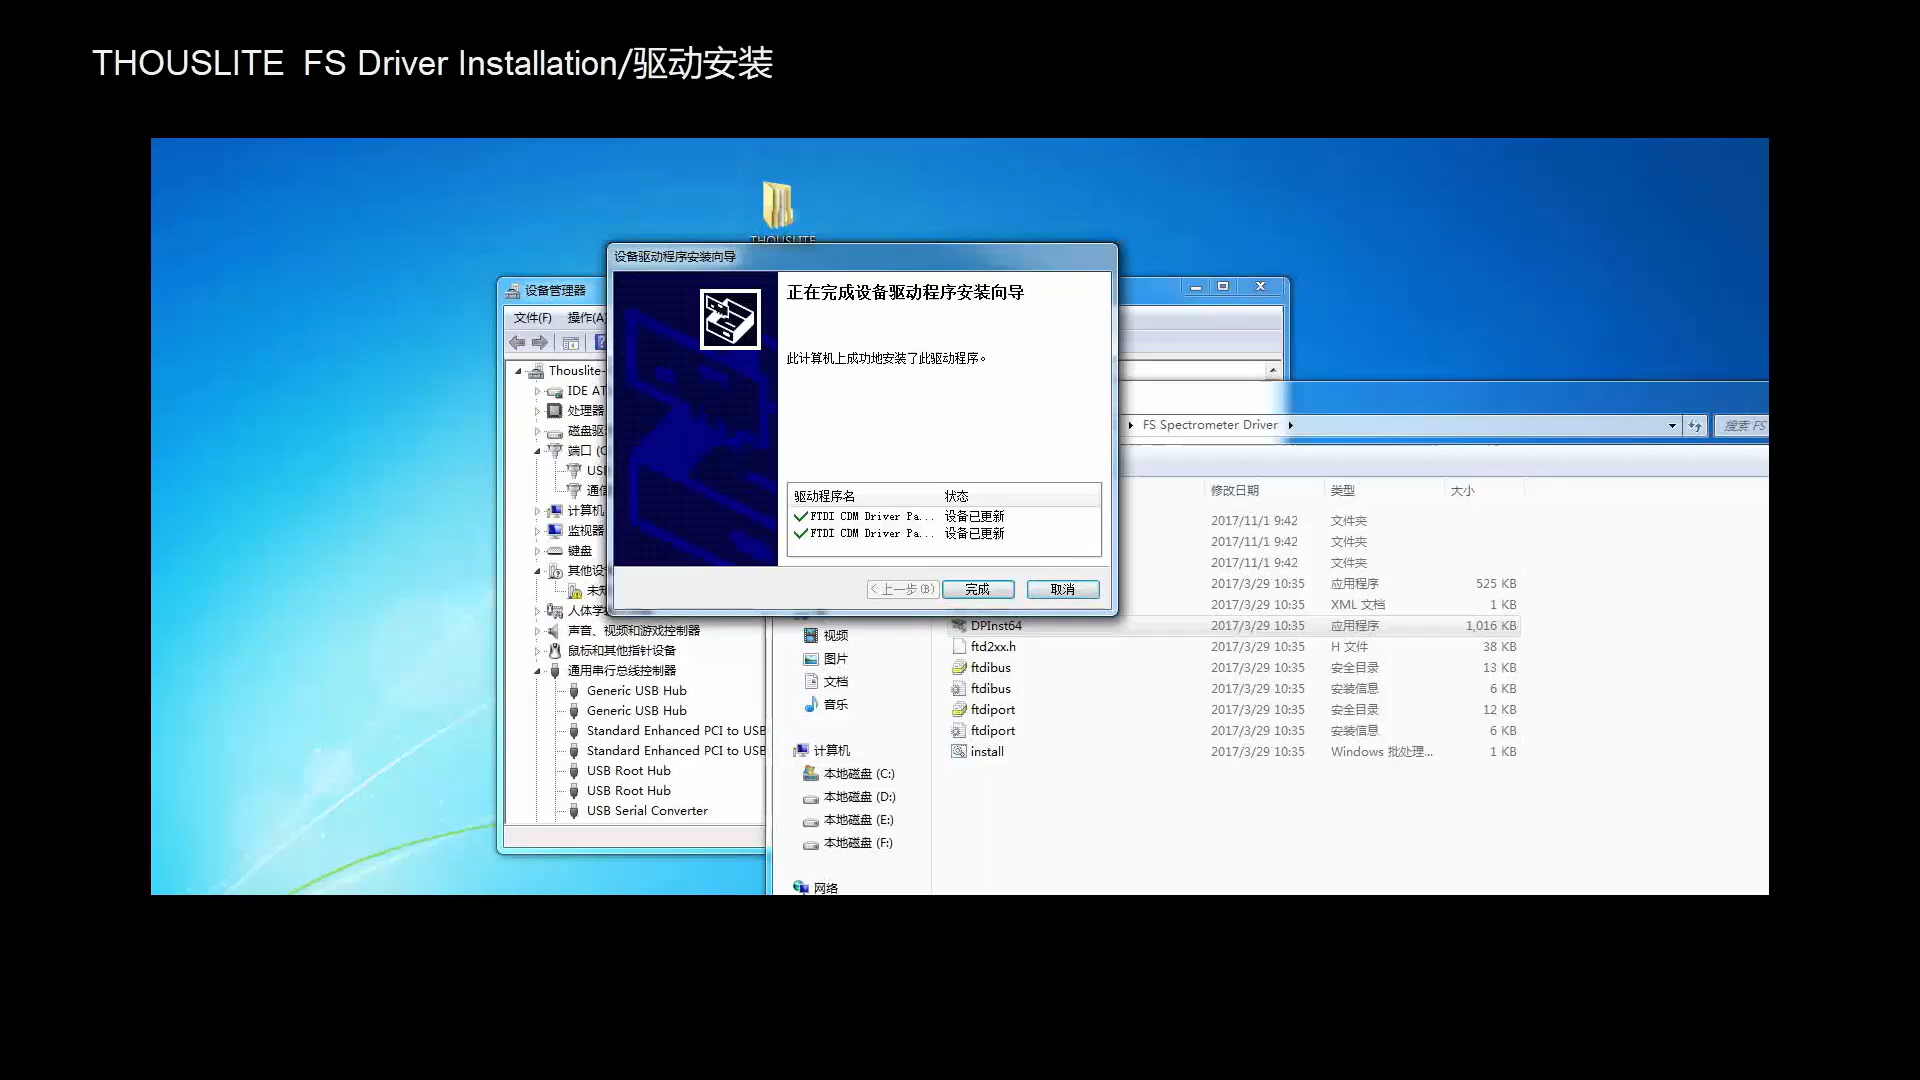 THOUSLITE FS Driver Installation/驱动安装
THOUSLITE
设备驱动程序安装向导
正在完成设备驱动程序安装向导
此计算机上成功地安装了此驱动程序。
驱动程序名 状态
FTDI CDM Driver Pa... 设备已更新
FTDI CDM Driver Pa... 设备已更新
< 上一步(B) 完成 取消
设备管理器
文件(F) 操作(A)
Thouslite-
IDE AT
处理器
磁盘驱
端口 (C
USB
通信
计算机
监视器
键盘
其他设
未知
人体学
声音、视频和游戏控制器
鼠标和其他指针设备
通用串行总线控制器
Generic USB Hub
Generic USB Hub
Standard Enhanced PCI to USB
Standard Enhanced PCI to USB
USB Root Hub
USB Root Hub
USB Serial Converter
FS Spectrometer Driver
搜索 FS
修改日期 类型 大小
2017/11/1 9:42 文件夹
2017/11/1 9:42 文件夹
2017/11/1 9:42 文件夹
2017/3/29 10:35 应用程序 525 KB
2017/3/29 10:35 XML 文档 1 KB
DPInst64 2017/3/29 10:35 应用程序 1,016 KB
ftd2xx.h 2017/3/29 10:35 H 文件 38 KB
ftdibus 2017/3/29 10:35 安全目录 13 KB
ftdibus 2017/3/29 10:35 安装信息 6 KB
ftdiport 2017/3/29 10:35 安全目录 12 KB
ftdiport 2017/3/29 10:35 安装信息 6 KB
install 2017/3/29 10:35 Windows 批处理... 1 KB
视频
图片
文档
音乐
计算机
本地磁盘 (C:)
本地磁盘 (D:)
本地磁盘 (E:)
本地磁盘 (F:)
网络